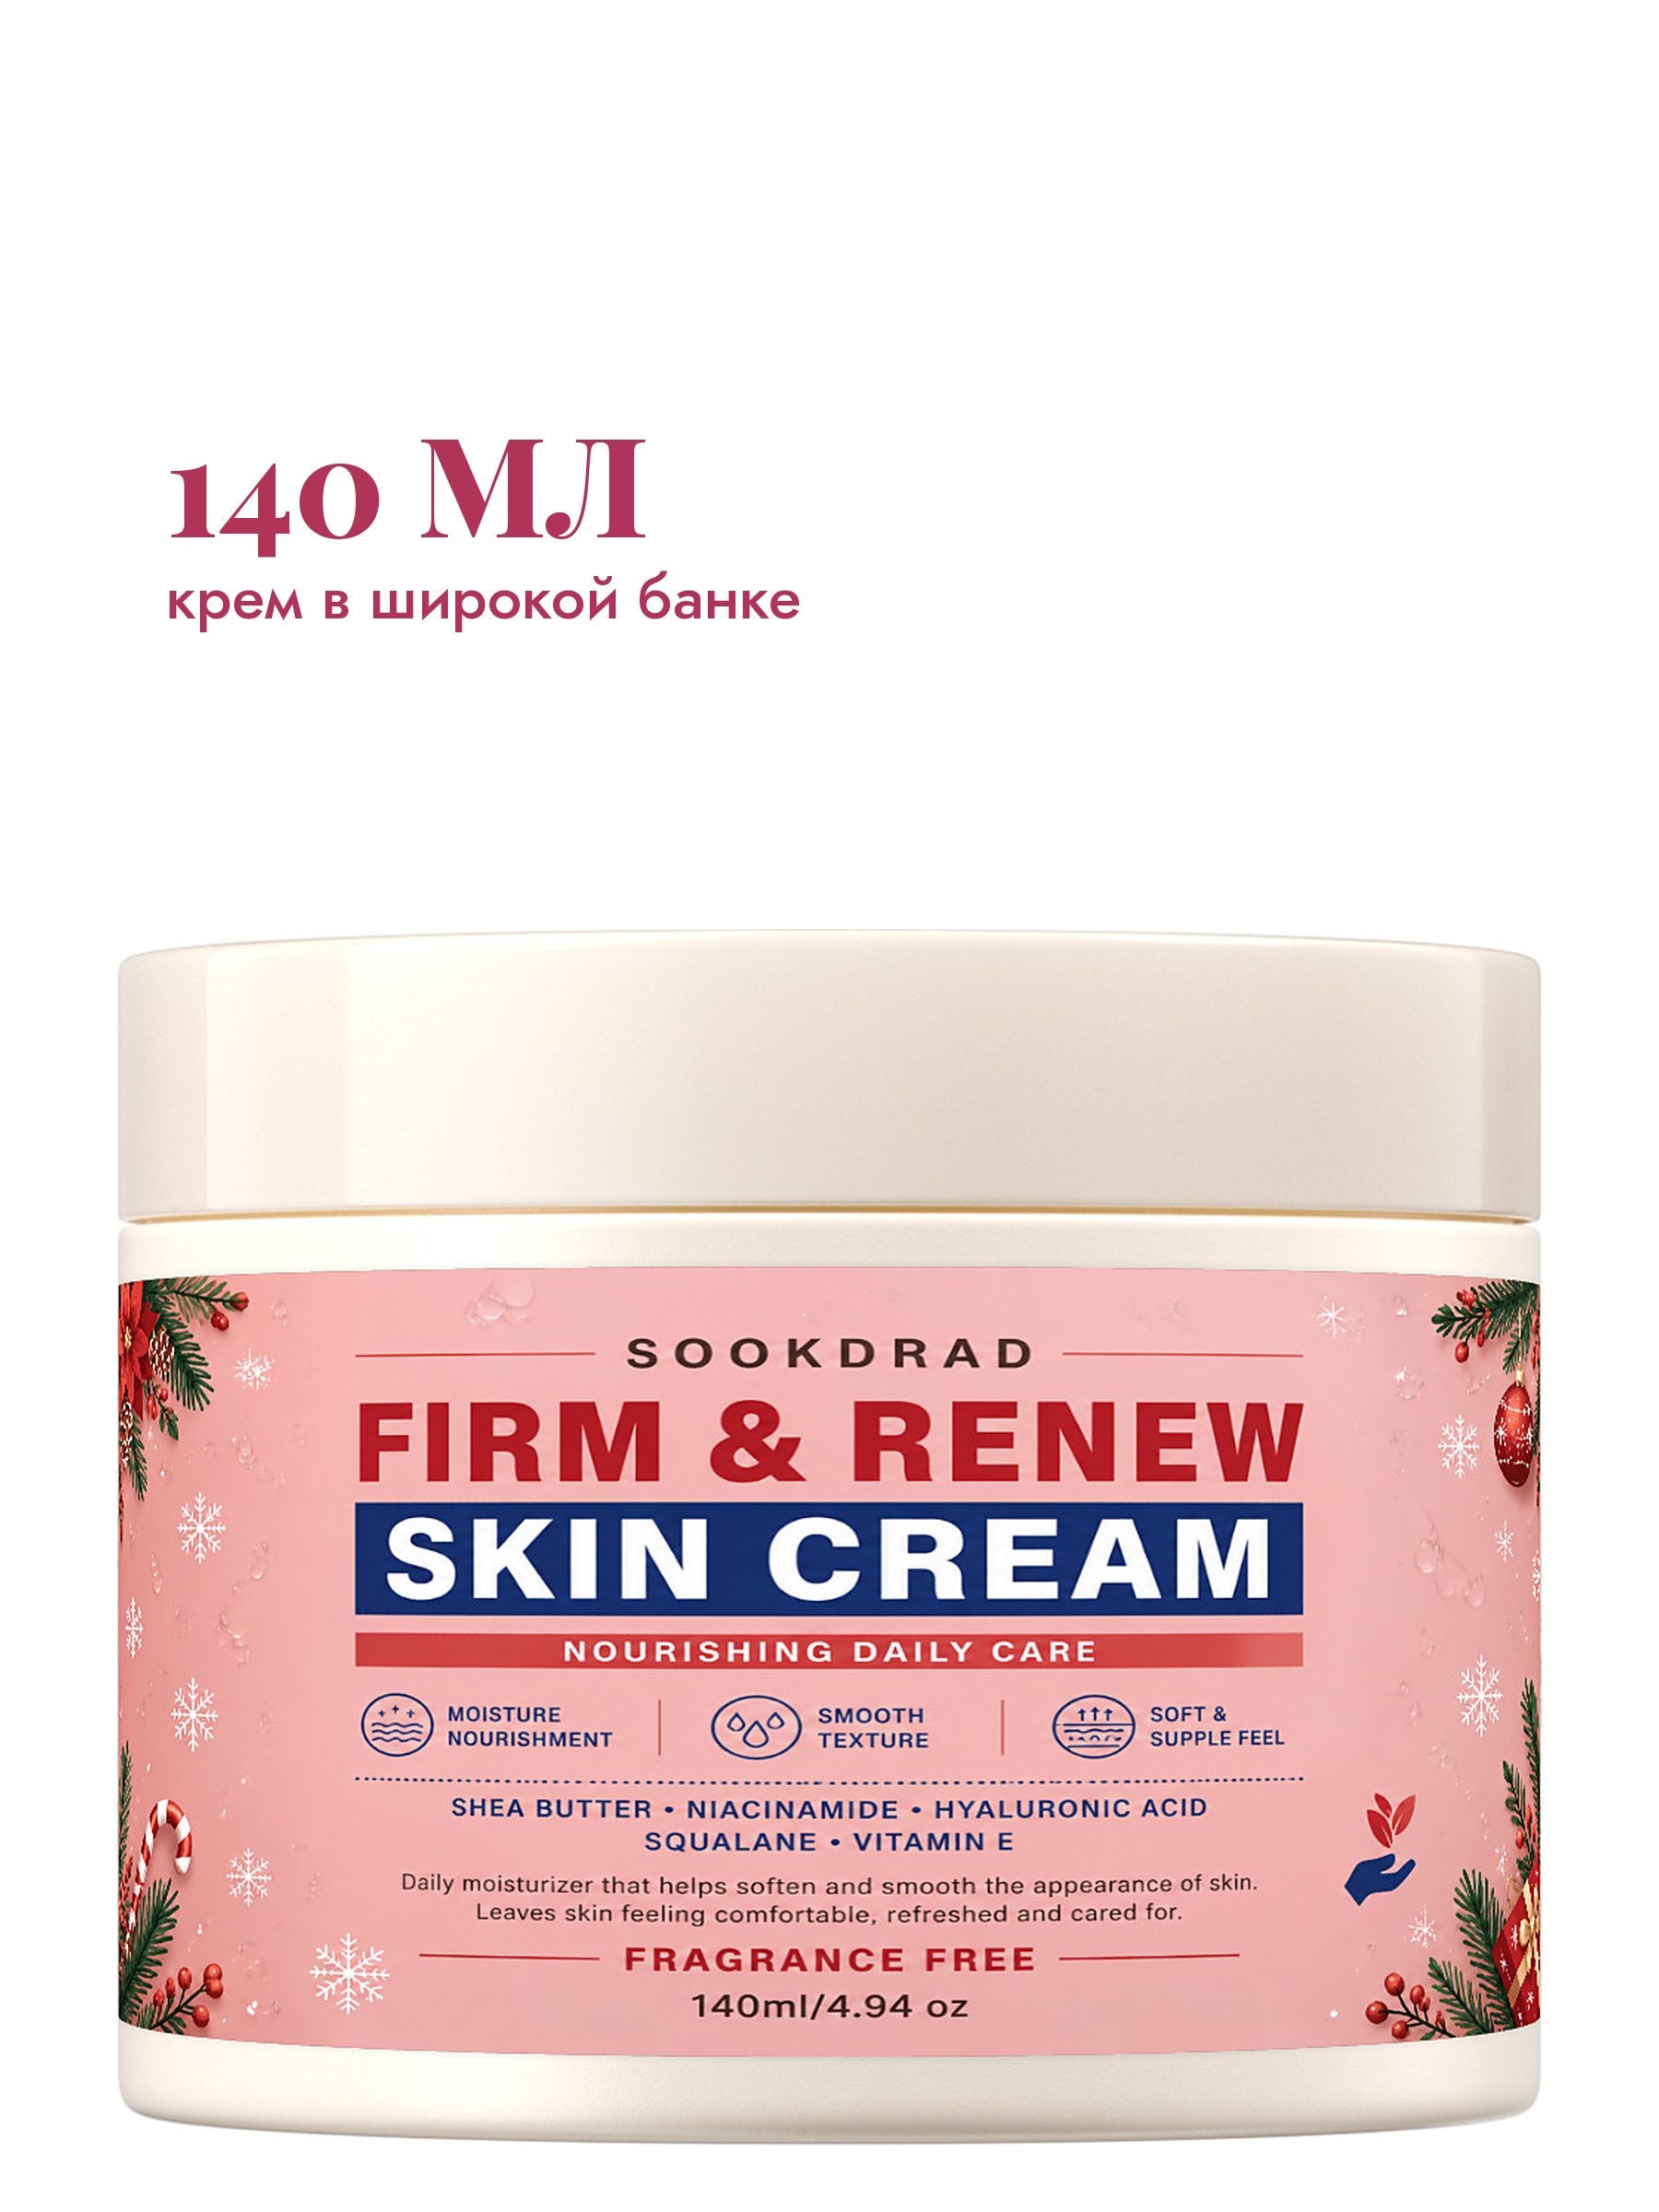 140 МЛ
крем в широкой банке
SOOKDRAD
FIRM & RENEW
SKIN CREAM
NOURISHING DAILY CARE
MOISTURE
NOURISHMENT
SMOOTH
TEXTURE
SOFT &
SUPPLE FEEL
SHEA BUTTER • NIACINAMIDE • HYALURONIC ACID
SQUALANE • VITAMIN E
Daily moisturizer that helps soften and smooth the appearance of skin.
Leaves skin feeling comfortable, refreshed and cared for.
FRAGRANCE FREE
140ml/4.94 oz